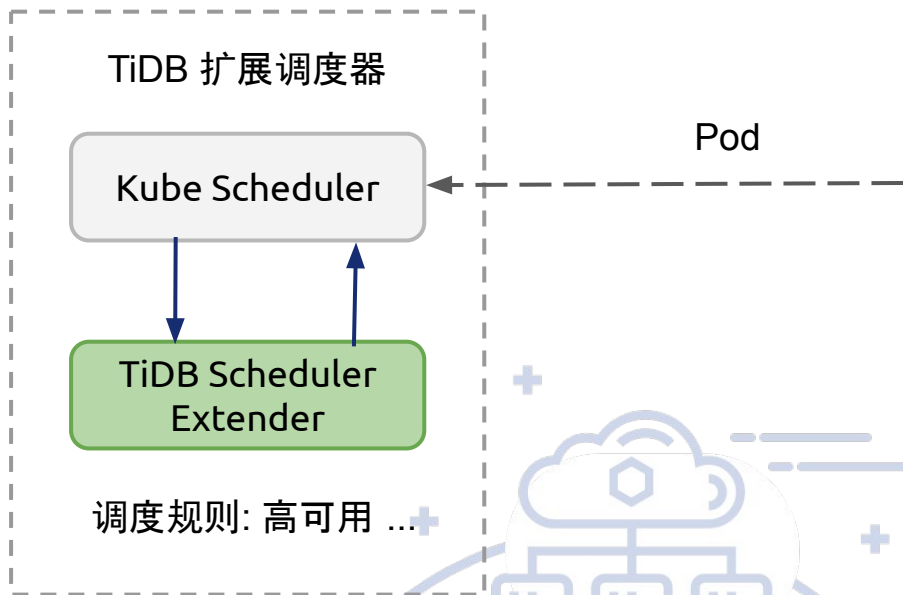 TiDB 扩展调度器
Pod
Kube Scheduler
TiDB Scheduler
Extender
调度规则: 高可用 ...